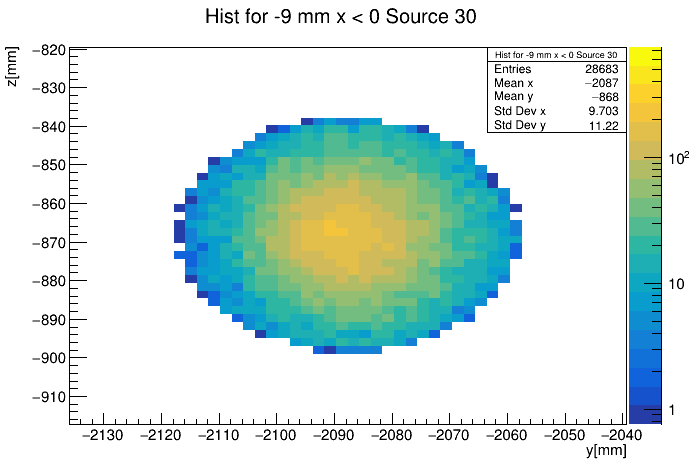 Hist for -9 mm x < 0 Source 30
z[mm]
Hist for -9 mm x < 0 Source 30
Entries 28683
Mean x −2087
Mean y −868
Std Dev x 9.703
Std Dev y 11.22
−820
−830
−840
−850
−860
−870
−880
−890
−900
−910
10²
10
1
−2130 −2120 −2110 −2100 −2090 −2080 −2070 −2060 −2050 −2040
y[mm]